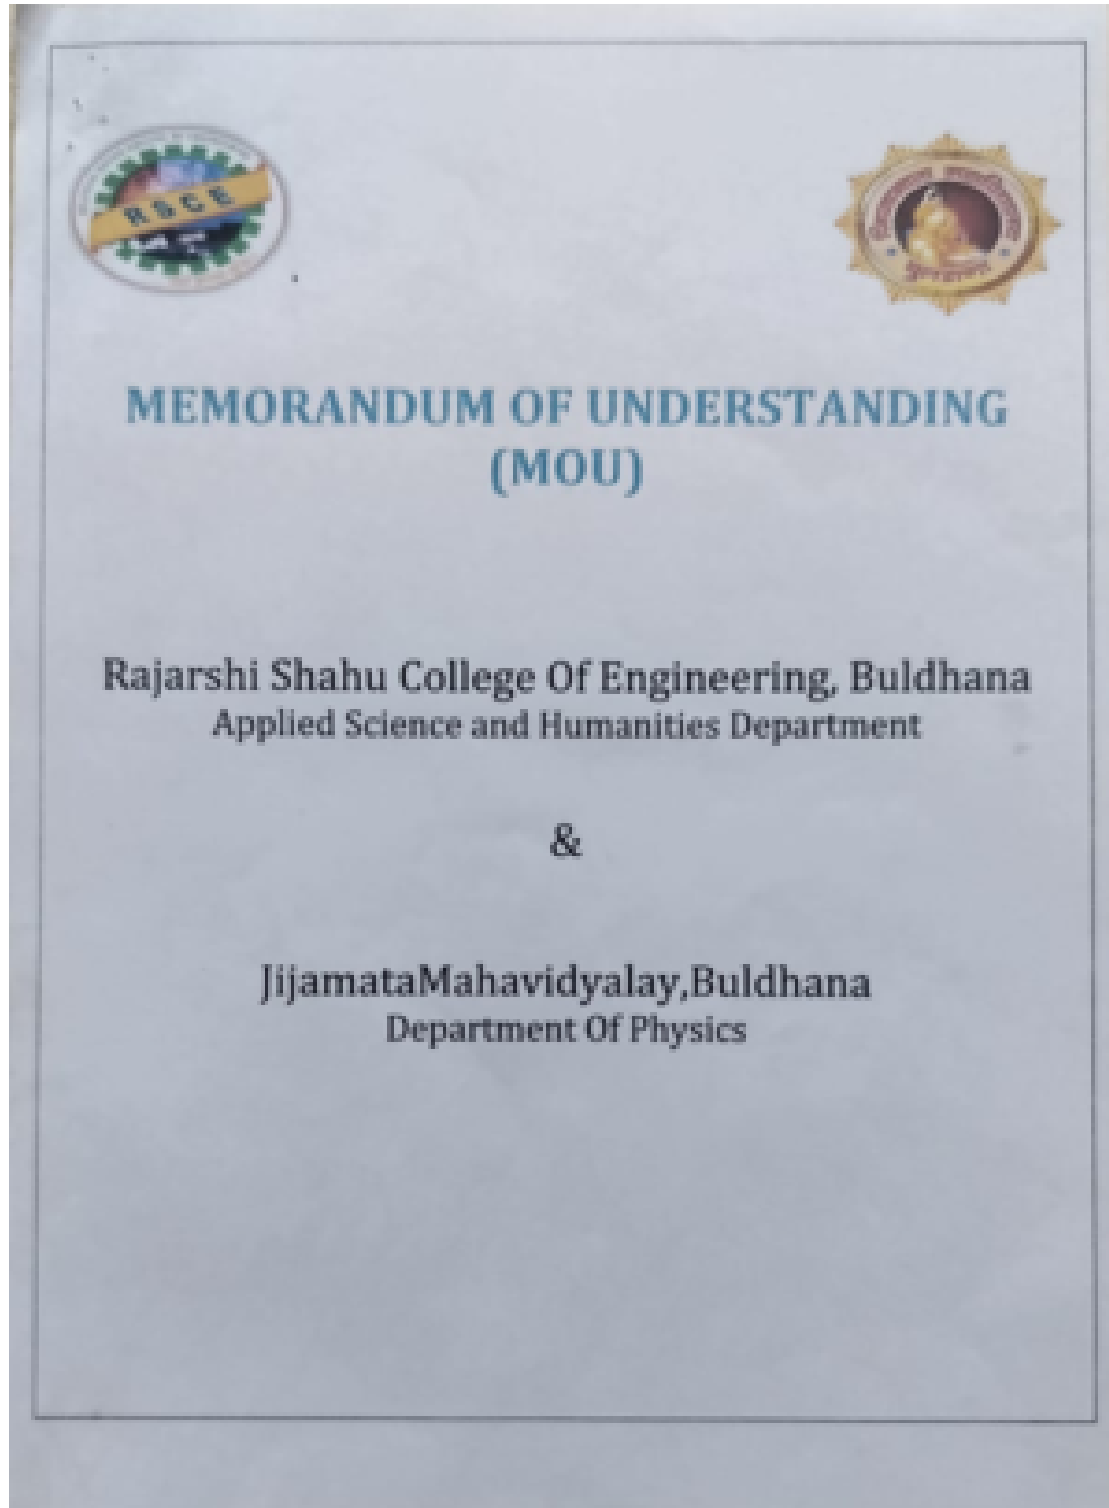 RSCE
MEMORANDUM OF UNDERSTANDING
(MOU)
Rajarshi Shahu College Of Engineering, Buldhana
Applied Science and Humanities Department
&
JijamataMahavidyalay,Buldhana
Department Of Physics